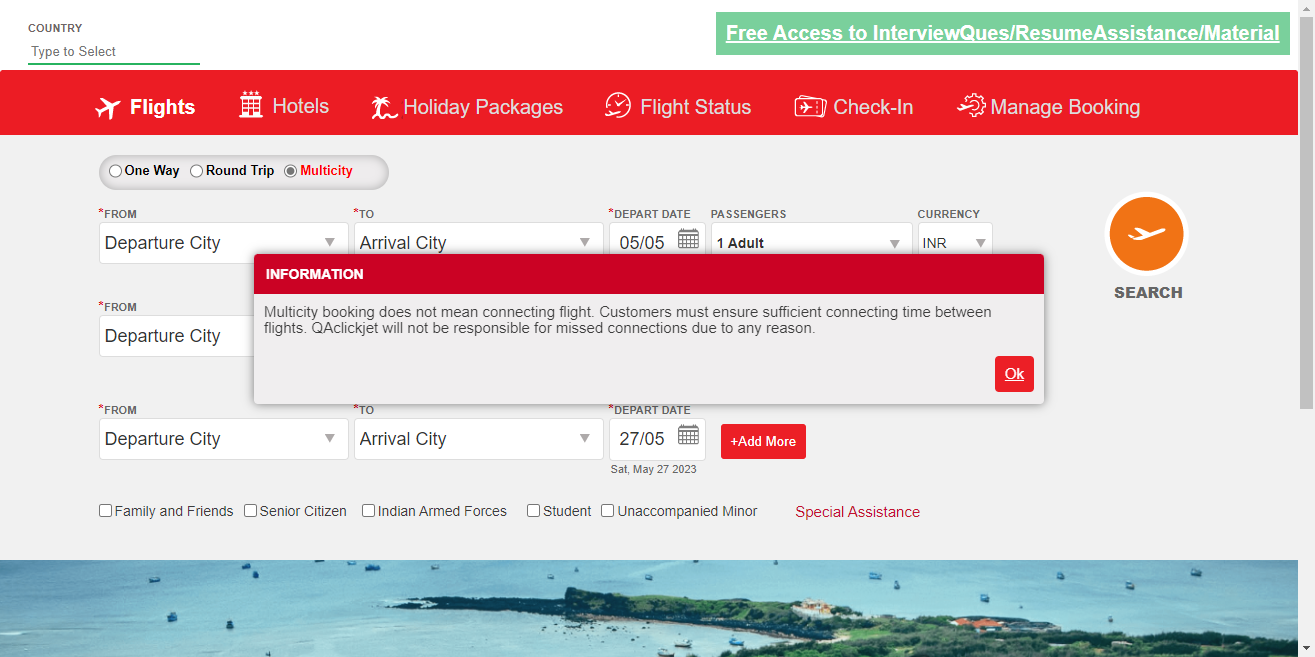 COUNTRY
Type to Select
Free Access to InterviewQues/ResumeAssistance/Material
Flights Hotels Holiday Packages Flight Status Check-In Manage Booking
One Way Round Trip Multicity
*FROM *TO *DEPART DATE PASSENGERS CURRENCY
Departure City Arrival City 05/05 1 Adult INR
SEARCH
INFORMATION
Multicity booking does not mean connecting flight. Customers must ensure sufficient connecting time between
flights. QAclickjet will not be responsible for missed connections due to any reason.
Ok
*FROM
Departure City
*FROM *TO *DEPART DATE
Departure City Arrival City 27/05 +Add More
Sat, May 27 2023
Family and Friends Senior Citizen Indian Armed Forces Student Unaccompanied Minor Special Assistance